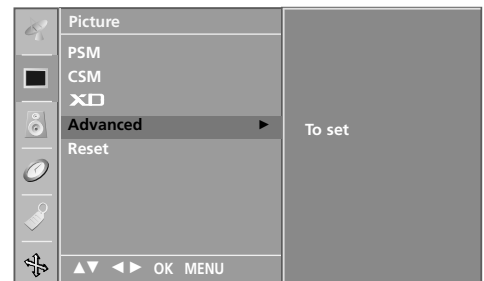 Picture
PSM
CSM
XD
Advanced ►
To set
Reset
▲▼ ◄► OK MENU